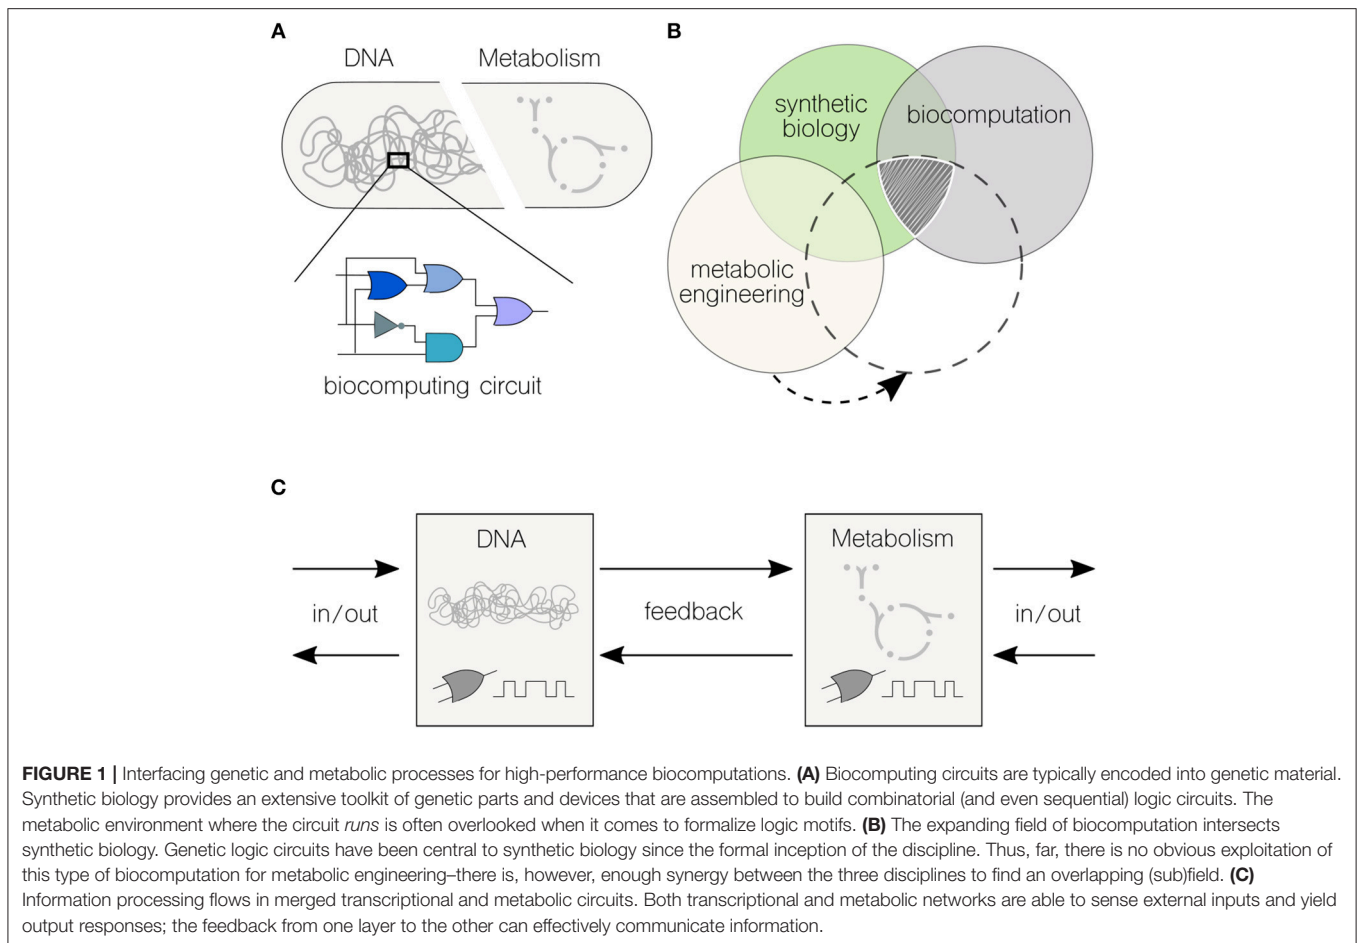 A
DNA
Metabolism
biocomputing circuit
B
synthetic
biology
biocomputation
metabolic
engineering
C
DNA
Metabolism
in/out
feedback
in/out
FIGURE 1 | Interfacing genetic and metabolic processes for high-performance biocomputations. (A) Biocomputing circuits are typically encoded into genetic material.
Synthetic biology provides an extensive toolkit of genetic parts and devices that are assembled to build combinatorial (and even sequential) logic circuits. The
metabolic environment where the circuit runs is often overlooked when it comes to formalize logic motifs. (B) The expanding field of biocomputation intersects
synthetic biology. Genetic logic circuits have been central to synthetic biology since the formal inception of the discipline. Thus, far, there is no obvious exploitation of
this type of biocomputation for metabolic engineering–there is, however, enough synergy between the three disciplines to find an overlapping (sub)field. (C)
Information processing flows in merged transcriptional and metabolic circuits. Both transcriptional and metabolic networks are able to sense external inputs and yield
output responses; the feedback from one layer to the other can effectively communicate information.